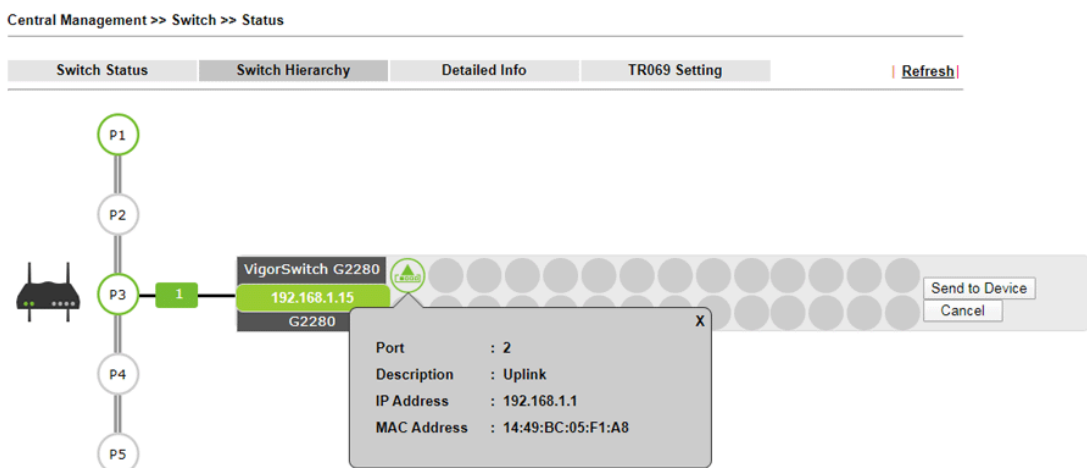 Central Management >> Switch >> Status
Switch Status Switch Hierarchy Detailed Info TR069 Setting | Refresh|
P1
P2
P3 1
VigorSwitch G2280
192.168.1.15
G2280
Send to Device
Cancel
X
Port : 2
Description : Uplink
IP Address : 192.168.1.1
MAC Address : 14:49:BC:05:F1:A8
P4
P5